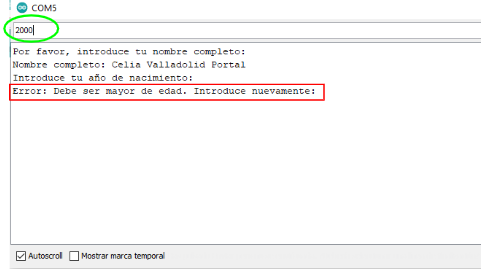 COM5
2000
Por favor, introduce tu nombre completo:
Nombre completo: Celia Valladolid Portal
Introduce tu año de nacimiento:
Error: Debe ser mayor de edad. Introduce nuevamente:
Autoscroll Mostrar marca temporal